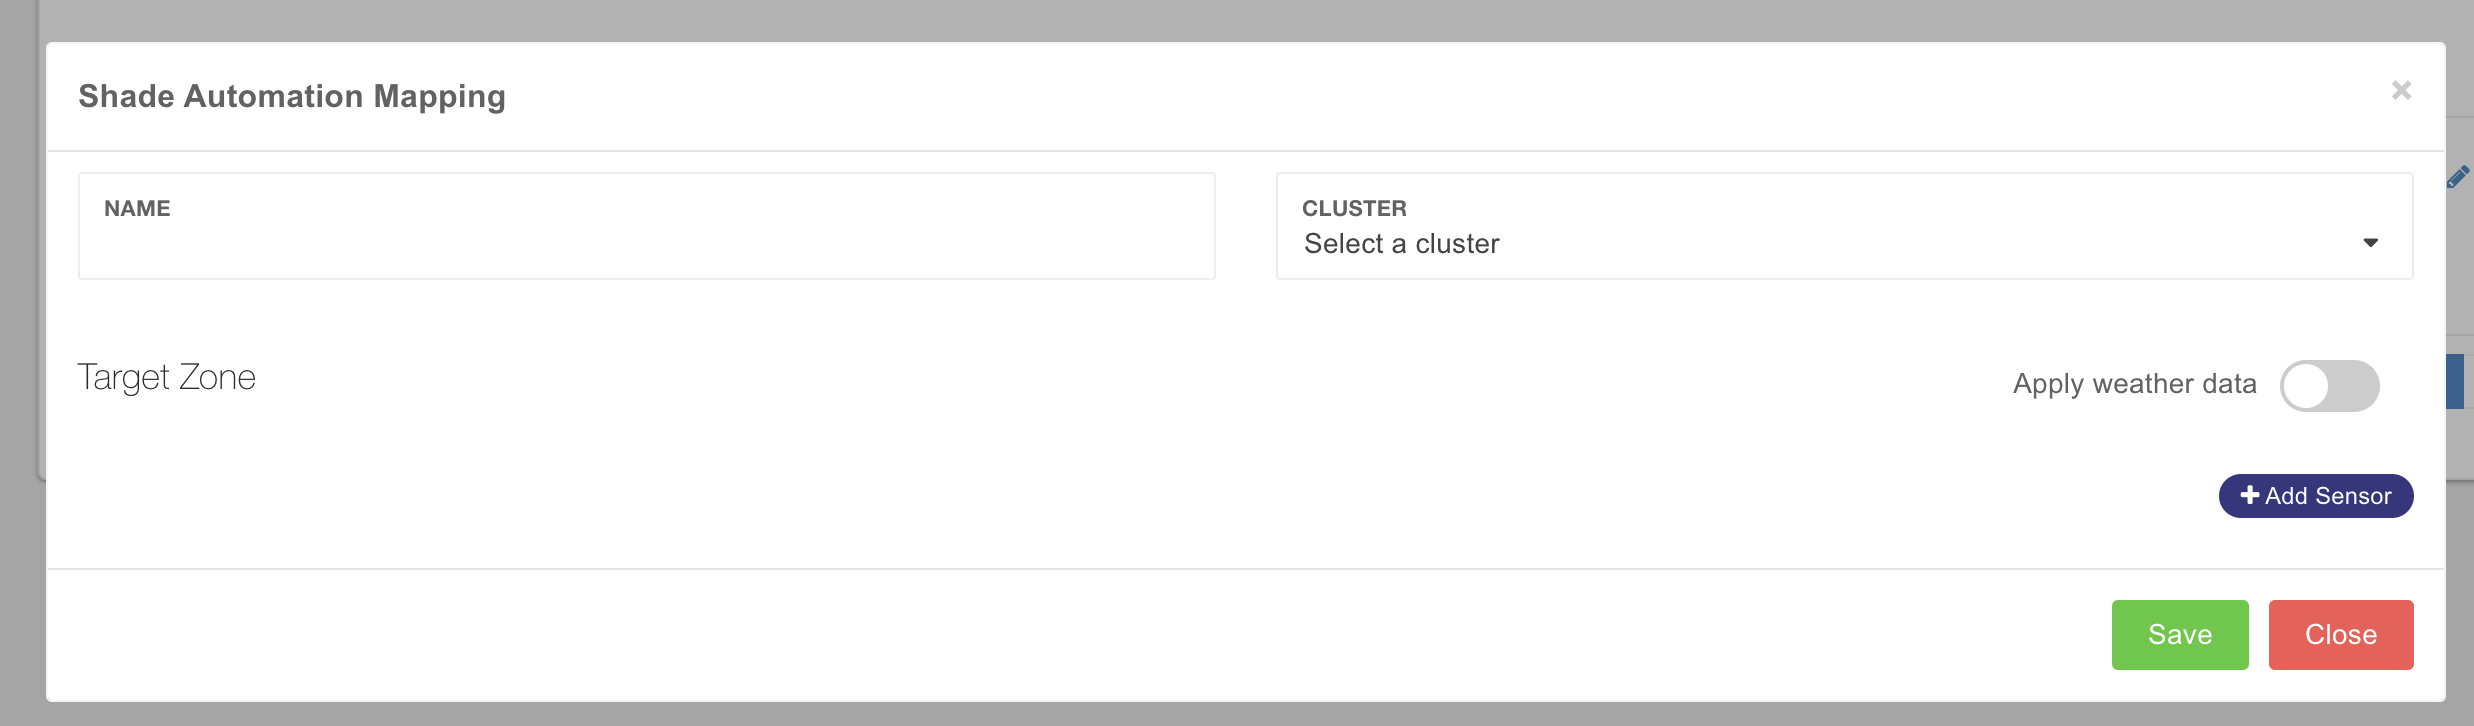 Shade Automation Mapping
NAME
CLUSTER
Select a cluster
Target Zone
Apply weather data
Add Sensor
Save
Close